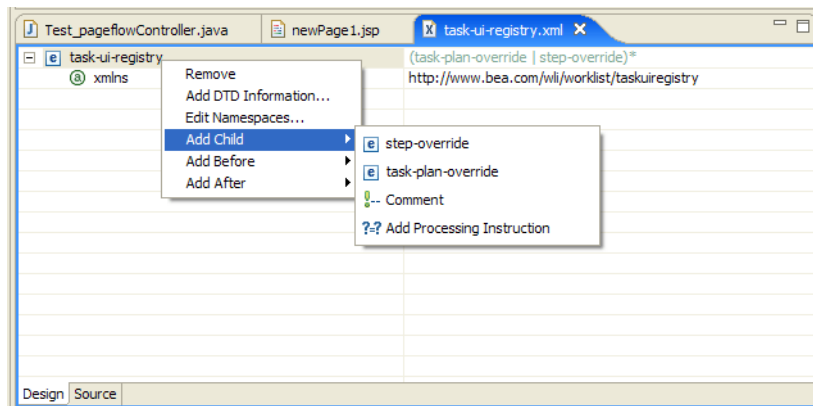 Test_pageflowController.java newPage1.jsp task-ui-registry.xml
task-ui-registry (task-plan-override | step-override)*
xmlns http://www.bea.com/wli/worklist/taskuiregistry
Remove
Add DTD Information...
Edit Namespaces...
Add Child
Add Before
Add After
step-override
task-plan-override
Comment
Add Processing Instruction
Design Source